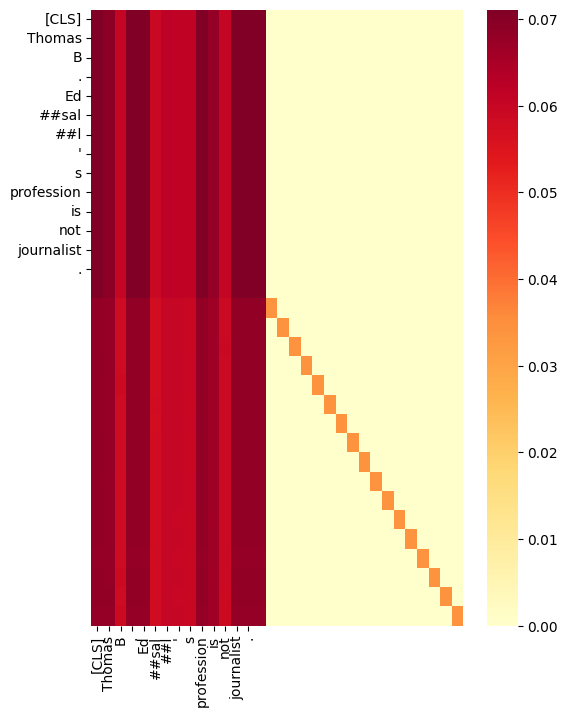 [CLS]
Thomas
B
.
Ed
##sal
##l
'
s
profession
is
not
journalist
.
0.07
0.06
0.05
0.04
0.03
0.02
0.01
0.00
[CLS]
Thomas
B
.
Ed
##sal
##l
'
s
profession
is
not
journalist
.